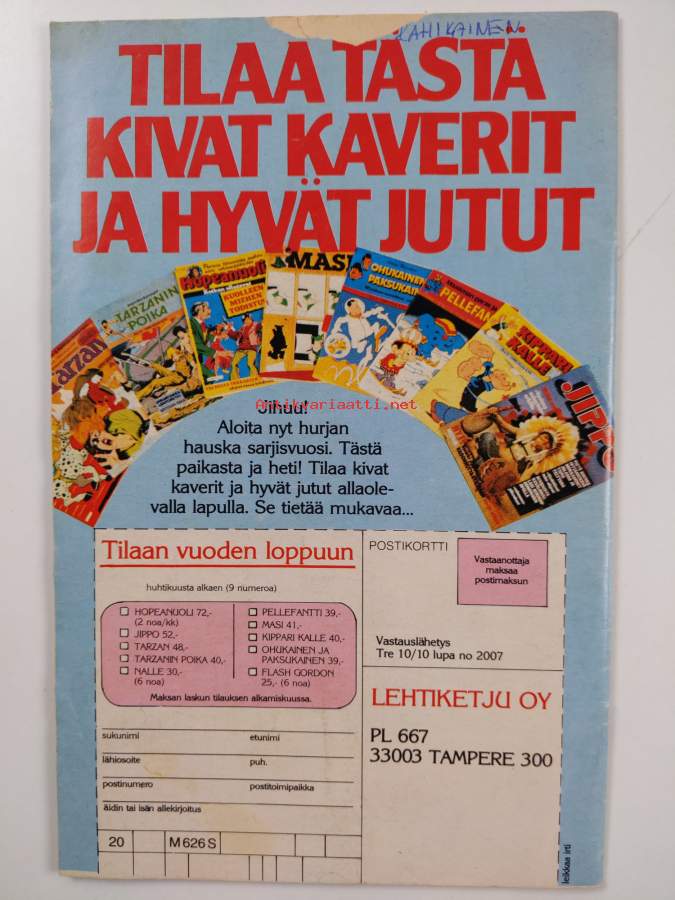 KAHIKAINEN
TILAA TÄSTÄ
KIVAT KAVERIT
JA HYVÄT JUTUT
Tarzan
TARZANIN
POIKA
Hopeanuoli
KUOLLEEN
MIEHEN
TODISTUS
MASI
OHUKAINEN
PAKSUKAINEN
PELLEFANTTI
KIPPARI
KALLE
JIPPO
Antikvariaatti.net
Jihuu!
Aloita nyt hurjan
hauska sarjisvuosi. Tästä
paikasta ja heti! Tilaa kivat
kaverit ja hyvät jutut allaole-
valla lapulla. Se tietää mukavaa...
Tilaan vuoden loppuun
huhtikuusta alkaen (9 numeroa)
HOPEANUOLI 72,-
(2 noa/kk)
JIPPO 52,-
TARZAN 48,-
TARZANIN POIKA 40,-
NALLE 30,-
(6 noa)
PELLEFANTTI 39,-
MASI 41,-
KIPPARI KALLE 40,-
OHUKAINEN JA
PAKSUKAINEN 39,-
FLASH GORDON
25,- (6 noa)
Maksan laskun tilauksen alkamiskuussa.
sukunimi etunimi
lähiosoite puh.
postinumero postitoimipaikka
äidin tai isän allekirjoitus
20 M 626 S
POSTIKORTTI
Vastaanottaja
maksaa
postimaksun
Vastauslähetys
Tre 10/10 lupa no 2007
LEHTIKETJU OY
PL 667
33003 TAMPERE 300
leikkaa irti